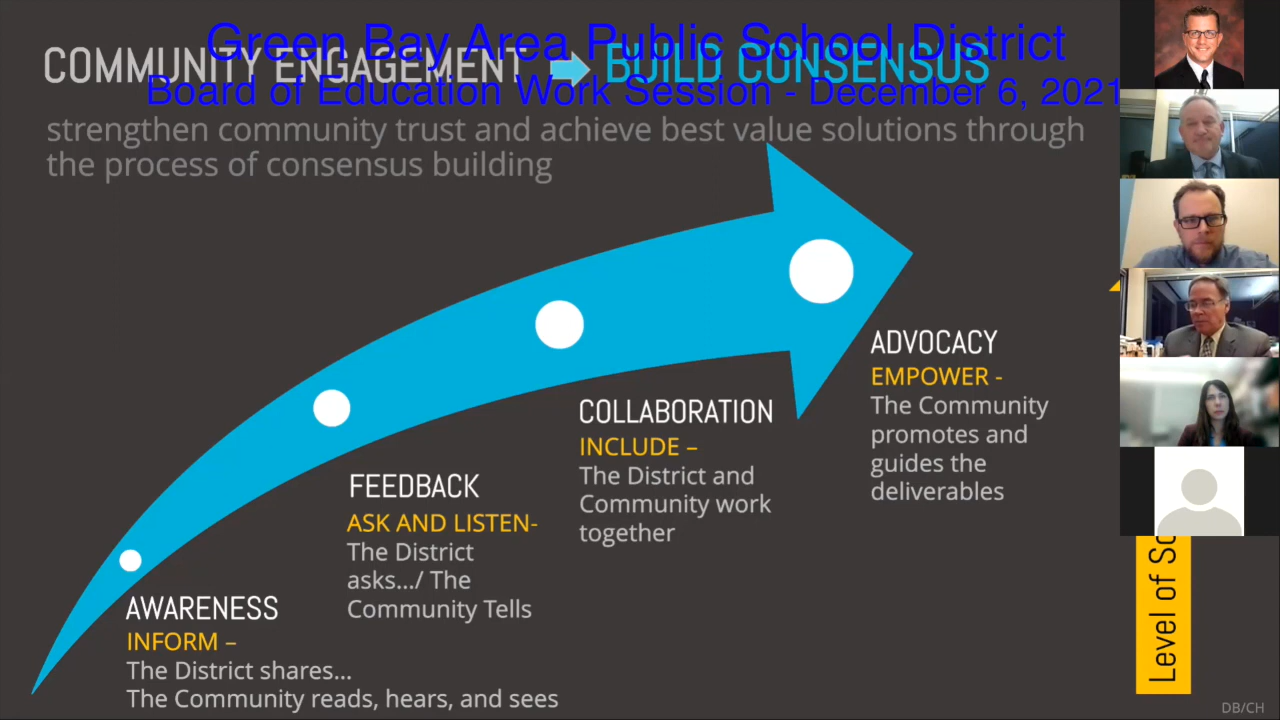 Green Bay Area Public School District
COMMUNITY ENGAGEMENT BUILD CONSENSUS
Board of Education Work Session - December 6, 2021
strengthen community trust and achieve best value solutions through
the process of consensus building
ADVOCACY
EMPOWER -
The Community
promotes and
guides the
deliverables
COLLABORATION
INCLUDE –
The District and
Community work
together
FEEDBACK
ASK AND LISTEN-
The District
asks.../ The
Community Tells
AWARENESS
INFORM –
The District shares...
The Community reads, hears, and sees
Level of
DB/CH